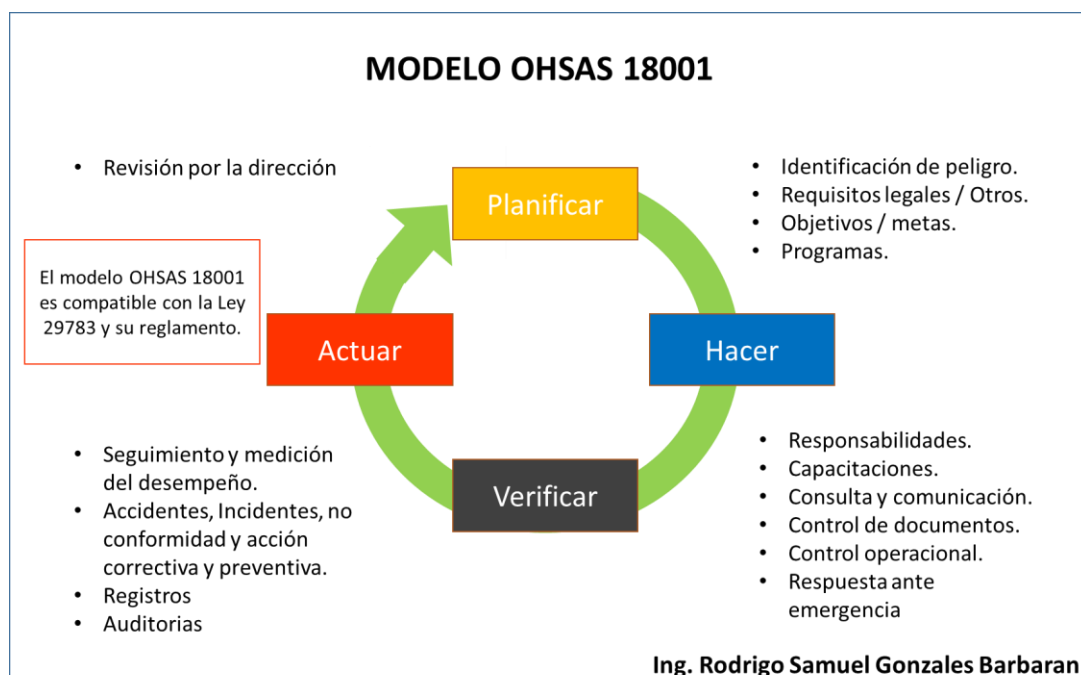 MODELO OHSAS 18001
• Revisión por la dirección
Planificar
• Identificación de peligro.
• Requisitos legales / Otros.
• Objetivos / metas.
• Programas.
El modelo OHSAS 18001
es compatible con la Ley
29783 y su reglamento.
Actuar
Hacer
• Seguimiento y medición
del desempeño.
• Accidentes, Incidentes, no
conformidad y acción
correctiva y preventiva.
• Registros
• Auditorias
Verificar
• Responsabilidades.
• Capacitaciones.
• Consulta y comunicación.
• Control de documentos.
• Control operacional.
• Respuesta ante
emergencia
Ing. Rodrigo Samuel Gonzales Barbaran